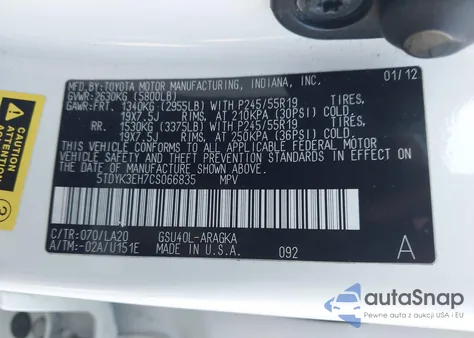 MFD. BY: TOYOTA MOTOR MANUFACTURING, INDIANA, INC. 01/12
GVWR: 2630KG (5800LB)
GAWR: FRT. 1340KG (2955LB) WITH P245/55R19 TIRES,
19X7.5J RIMS, AT 210KPA (30PSI) COLD.
RR. 1530KG (3375LB) WITH P245/55R19 TIRES,
19X7.5J RIMS, AT 250KPA (36PSI) COLD.
THIS VEHICLE CONFORMS TO ALL APPLICABLE FEDERAL MOTOR
VEHICLE SAFETY AND THEFT PREVENTION STANDARDS IN EFFECT
ON THE DATE OF MANUFACTURE SHOWN ABOVE.
5TDYK3EH7CS066835 MPV
C/TR: 070/LA20 GSU40L-ARAGKA
A/TM: -02A/U151E MADE IN U.S.A. 092 A
ATTENTION
autoSnap
Pewne auta z USA i EU